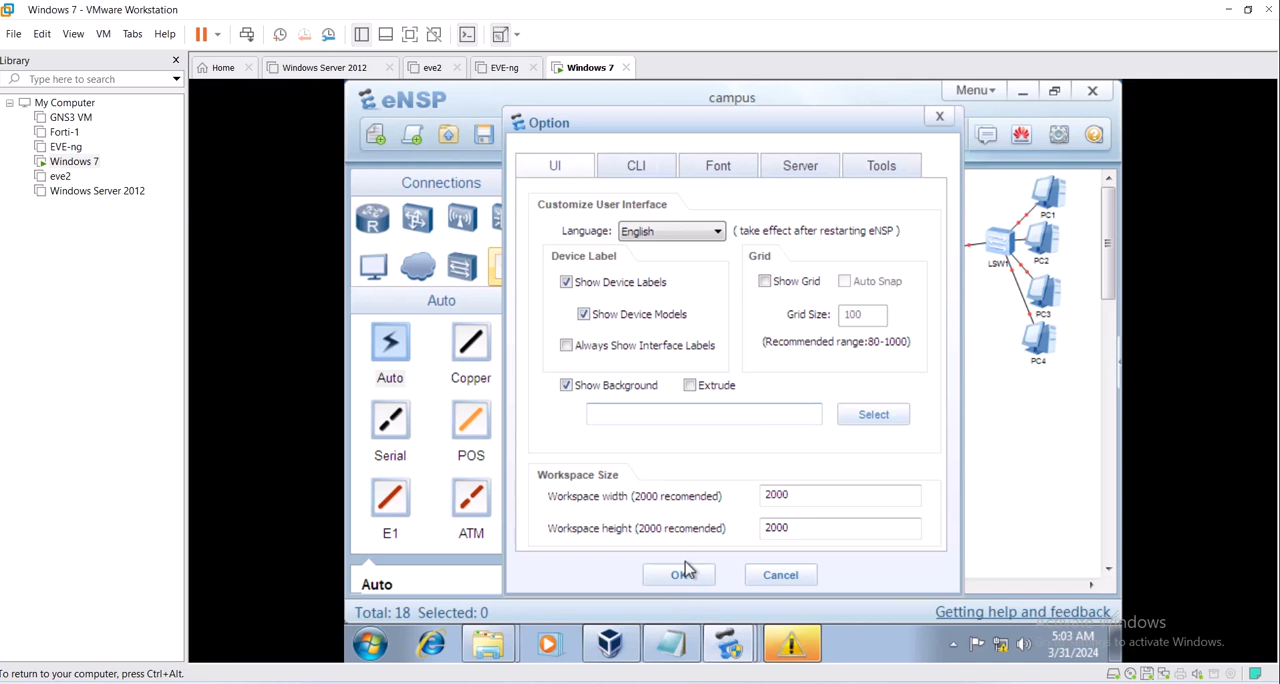 Windows 7 - VMware Workstation
File Edit View VM Tabs Help
Library
Type here to search
My Computer
GNS3 VM
Forti-1
EVE-ng
Windows 7
eve2
Windows Server 2012
Home
Windows Server 2012
eve2
EVE-ng
Windows 7
eNSP
campus
Menu
Option
Connections
Auto
Auto
Copper
Serial
POS
E1
ATM
Auto
UI
CLI
Font
Server
Tools
Customize User Interface
Language: English ( take effect after restarting eNSP )
Device Label
Show Device Labels
Show Device Models
Always Show Interface Labels
Grid
Show Grid
Auto Snap
Grid Size: 100
(Recommended range:80-1000)
Show Background
Extrude
Select
Workspace Size
Workspace width (2000 recomended) 2000
Workspace height (2000 recomended) 2000
Cancel
PC1
PC2
LSW1
PC3
PC4
Total: 18 Selected: 0
Getting help and feedback
Activate Windows
Go to Settings to activate Windows.
5:03 AM
3/31/2024
To return to your computer, press Ctrl+Alt.